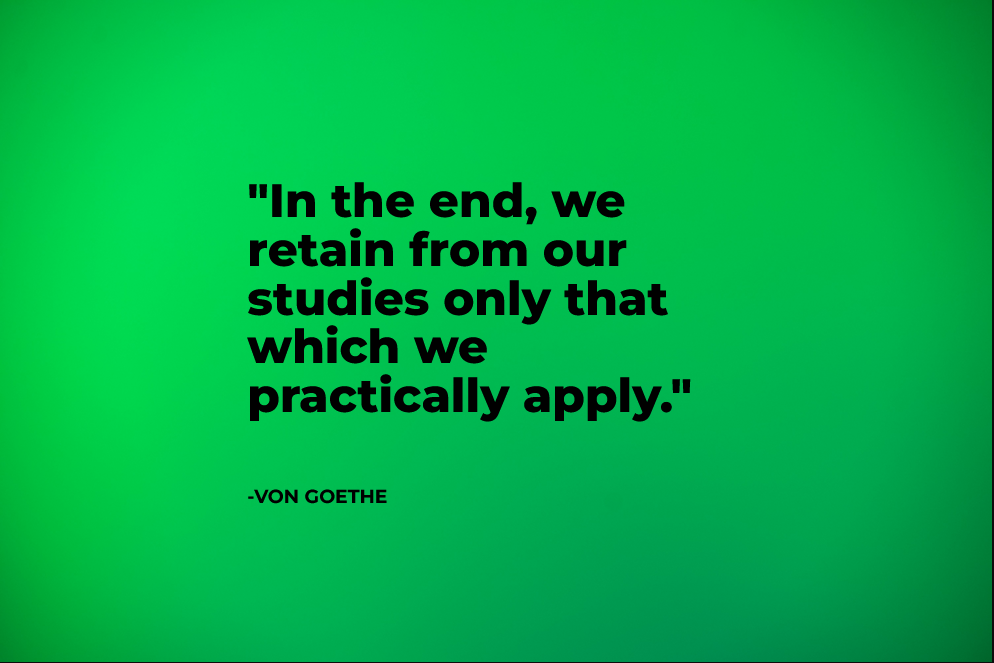 "In the end, we
retain from our
studies only that
which we
practically apply."
-VON GOETHE